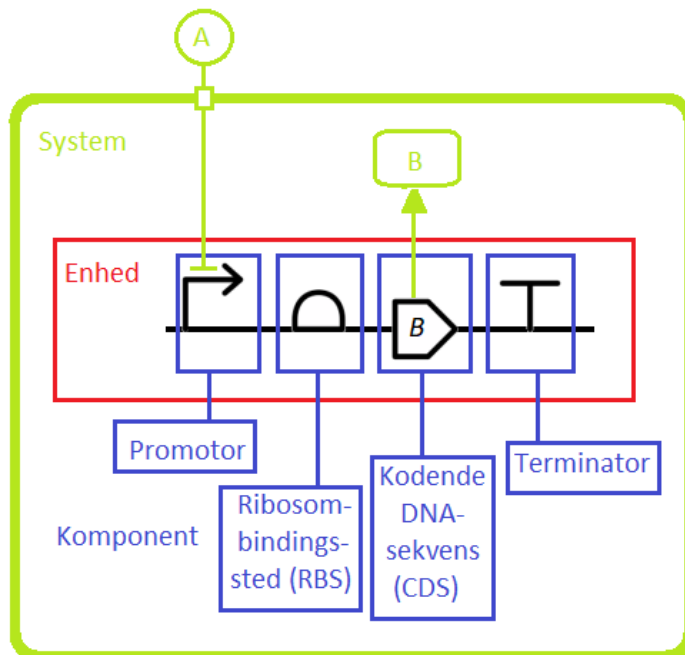 A
System
B
Enhed
B
Promotor
Terminator
Kodende
DNA-
sekvens
(CDS)
Ribosom-
bindings-
sted (RBS)
Komponent